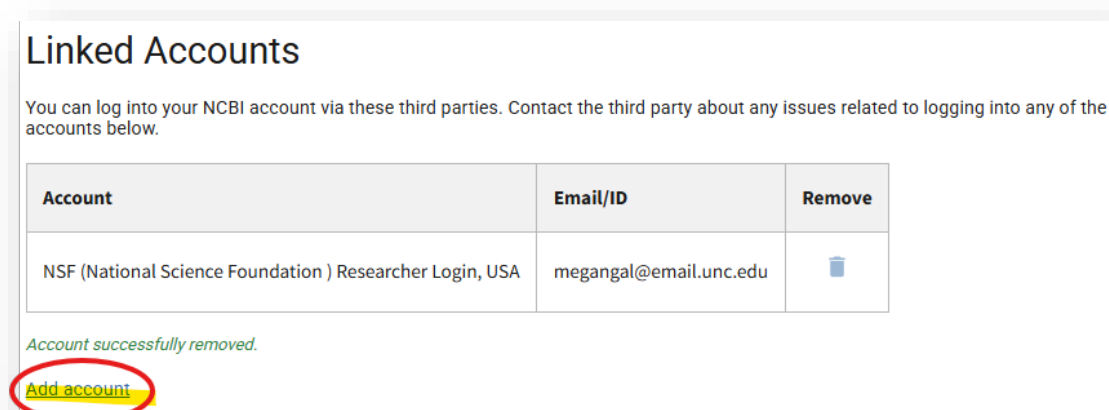 Linked Accounts
You can log into your NCBI account via these third parties. Contact the third party about any issues related to logging into any of the
accounts below.
Account Email/ID Remove
NSF (National Science Foundation ) Researcher Login, USA megangal@email.unc.edu
Account successfully removed.
Add account